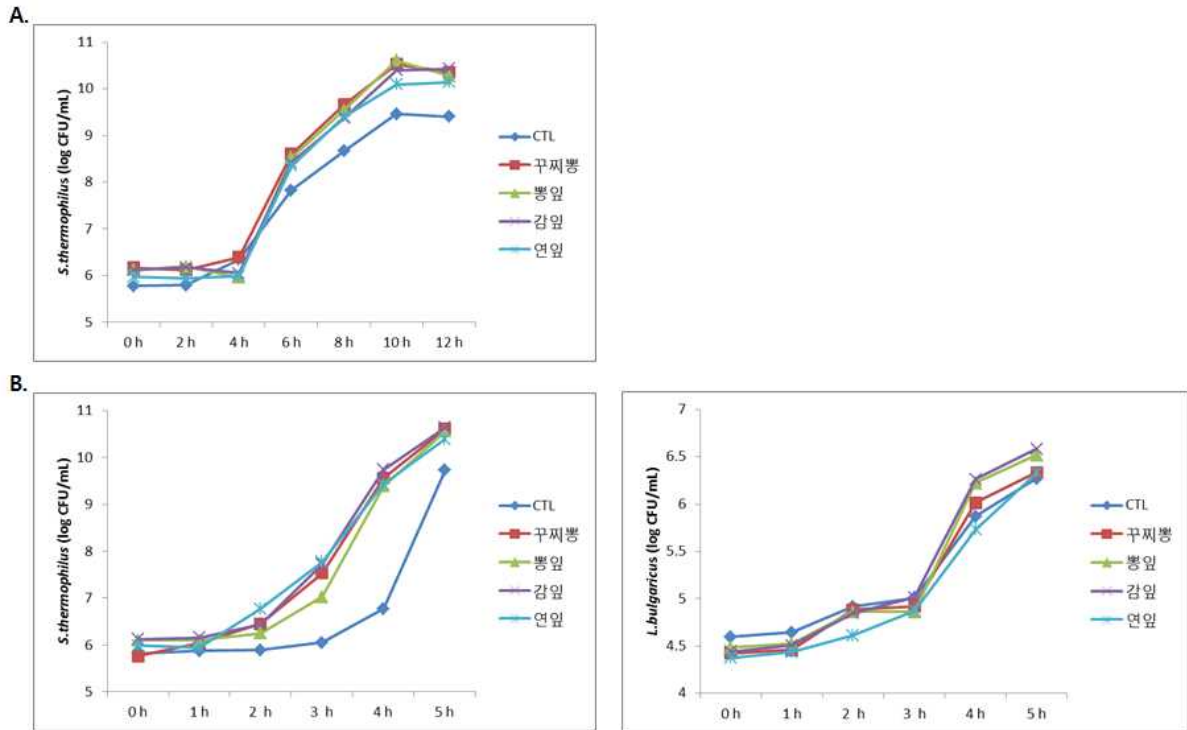 A.
S.thermophilus (log CFU/mL)
11
10
9
8
7
6
5
0 h 2 h 4 h 6 h 8 h 10 h 12 h
CTL
꾸찌뽕
뽕잎
감잎
연잎
B.
S.thermophilus (log CFU/mL)
11
10
9
8
7
6
5
0 h 1 h 2 h 3 h 4 h 5 h
CTL
꾸찌뽕
뽕잎
감잎
연잎
L.bulgaricus (log CFU/mL)
7
6.5
6
5.5
5
4.5
4
0 h 1 h 2 h 3 h 4 h 5 h
CTL
꾸찌뽕
뽕잎
감잎
연잎